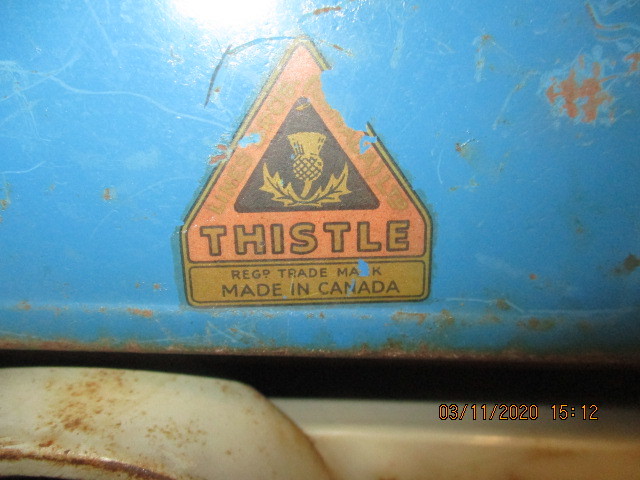 THISTLE
REGD TRADE MARK
MADE IN CANADA
03/11/2020 15:12